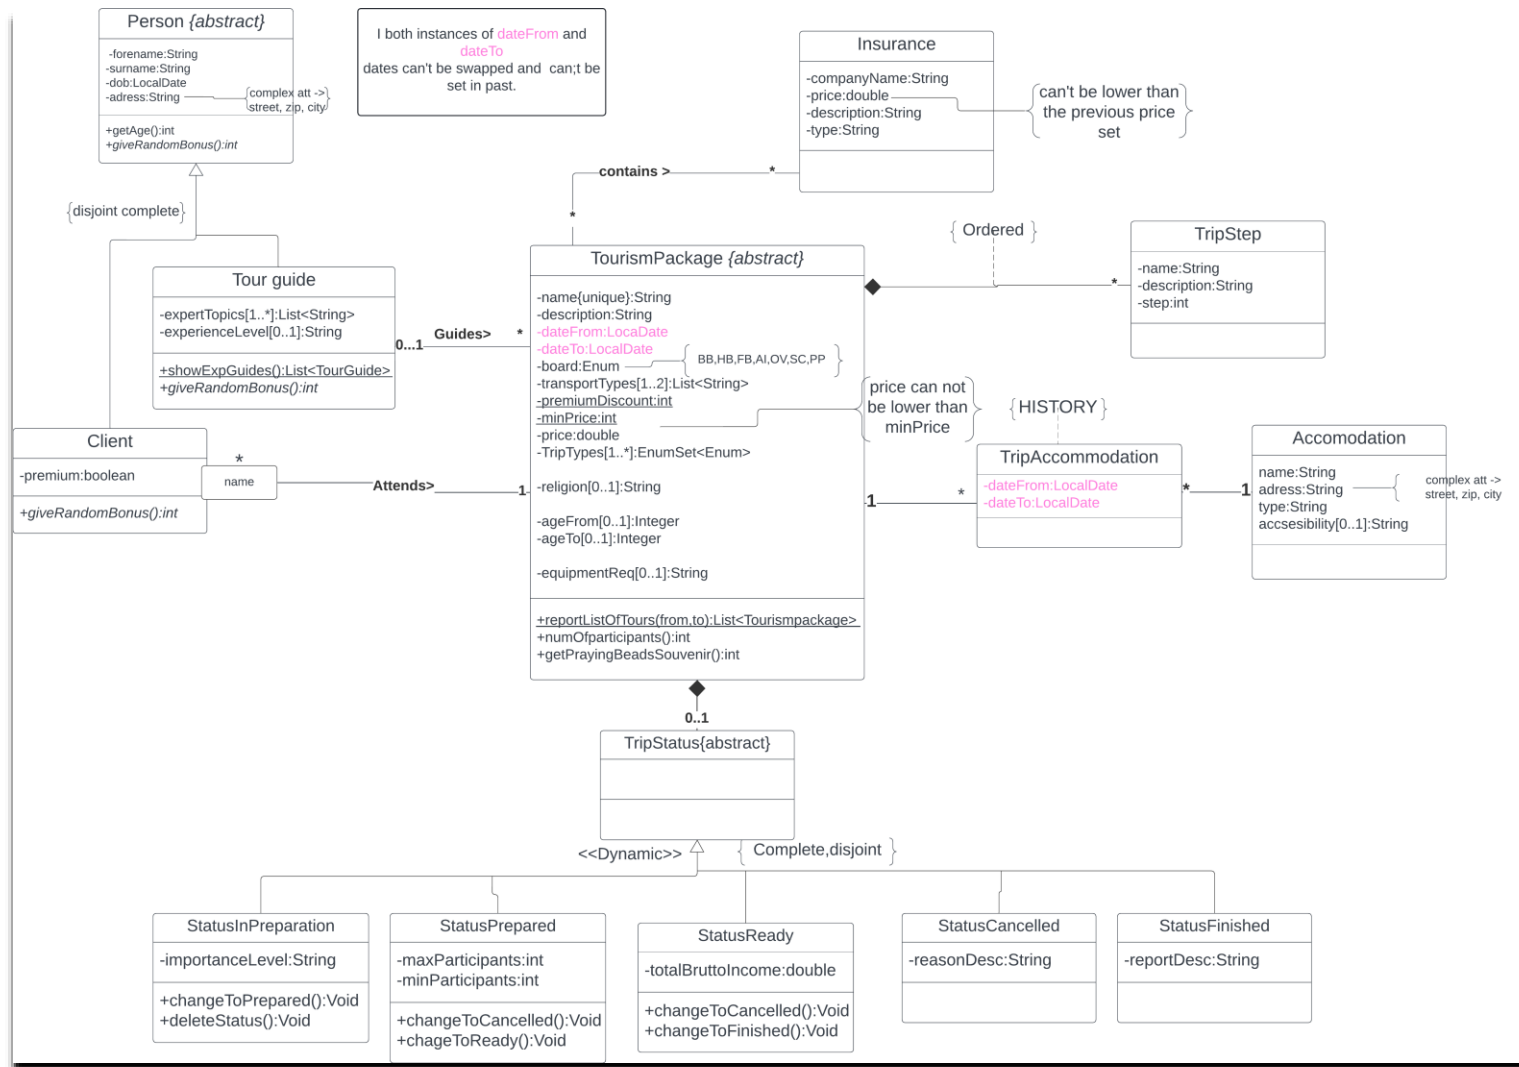 Person {abstract}
-forename:String
-surname:String
-dob:LocalDate
-adress:String
complex att ->
street, zip, city
+getAge():int
+giveRandomBonus():int
I both instances of dateFrom and
dateTo
dates can't be swapped and can;t be
set in past.
Insurance
-companyName:String
-price:double
-description:String
-type:String
can't be lower than
the previous price
set
contains >
*
*
{disjoint complete}
Tour guide
-expertTopics[1..*]:List<String>
-experienceLevel[0..1]:String
+showExpGuides():List<TourGuide>
+giveRandomBonus():int
0...1
Guides>
*
TourismPackage {abstract}
-name{unique}:String
-description:String
-dateFrom:LocaDate
-dateTo:LocalDate
-board:Enum
BB,HB,FB,AI,OV,SC,PP
-transportTypes[1..2]:List<String>
-premiumDiscount:int
-minPrice:int
-price:double
-TripTypes[1..*]:EnumSet<Enum>
-religion[0..1]:String
-ageFrom[0..1]:Integer
-ageTo[0..1]:Integer
-equipmentReq[0..1]:String
+reportListOfTours(from,to):List<Tourismpackage>
+numOfparticipants():int
+getPrayingBeadsSouvenir():int
price can not
be lower than
minPrice
{ Ordered }
*
TripStep
-name:String
-description:String
-step:int
Client
-premium:boolean
+giveRandomBonus():int
*
name
Attends>
1
{HISTORY}
TripAccommodation
-dateFrom:LocalDate
-dateTo:LocalDate
1
*
*
1
Accomodation
name:String
adress:String
type:String
accsesibility[0..1]:String
complex att ->
street, zip, city
0..1
TripStatus{abstract}
<<Dynamic>>
{ Complete,disjoint }
StatusInPreparation
-importanceLevel:String
+changeToPrepared():Void
+deleteStatus():Void
StatusPrepared
-maxParticipants:int
-minParticipants:int
+changeToCancelled():Void
+chageToReady():Void
StatusReady
-totalBruttoIncome:double
+changeToCancelled():Void
+changeToFinished():Void
StatusCancelled
-reasonDesc:String
StatusFinished
-reportDesc:String